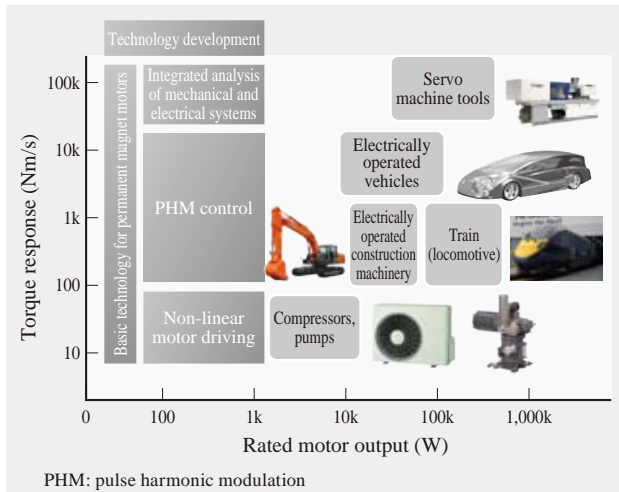 Technology development
Integrated analysis
of mechanical and
electrical systems
Basic technology for permanent magnet motors
PHM control
Non-linear
motor driving
Servo
machine tools
Electrically
operated
vehicles
Electrically
operated
construction
machinery
Train
(locomotive)
Compressors,
pumps
Torque response (Nm/s)
100k
10k
1k
100
10
0
100
1k
10k
100k
1,000k
Rated motor output (W)
PHM: pulse harmonic modulation